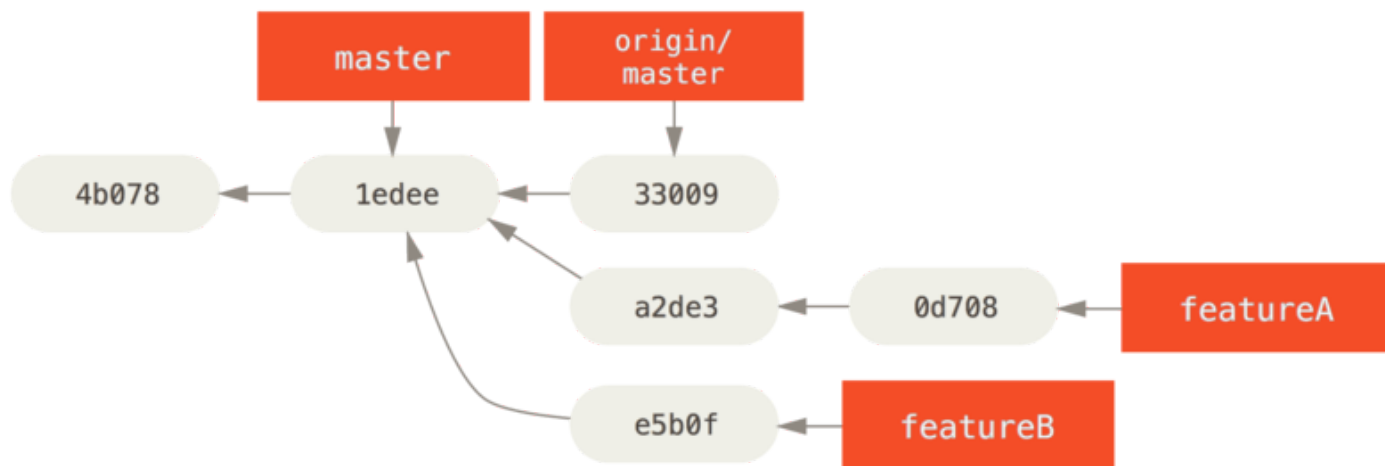 master
origin/
master
4b078
1edee
33009
a2de3
0d708
featureA
e5b0f
featureB